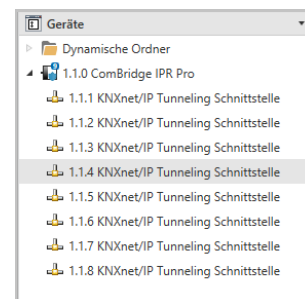 Geräte
Dynamische Ordner
1.1.0 ComBridge IPR Pro
1.1.1 KNXnet/IP Tunneling Schnittstelle
1.1.2 KNXnet/IP Tunneling Schnittstelle
1.1.3 KNXnet/IP Tunneling Schnittstelle
1.1.4 KNXnet/IP Tunneling Schnittstelle
1.1.5 KNXnet/IP Tunneling Schnittstelle
1.1.6 KNXnet/IP Tunneling Schnittstelle
1.1.7 KNXnet/IP Tunneling Schnittstelle
1.1.8 KNXnet/IP Tunneling Schnittstelle